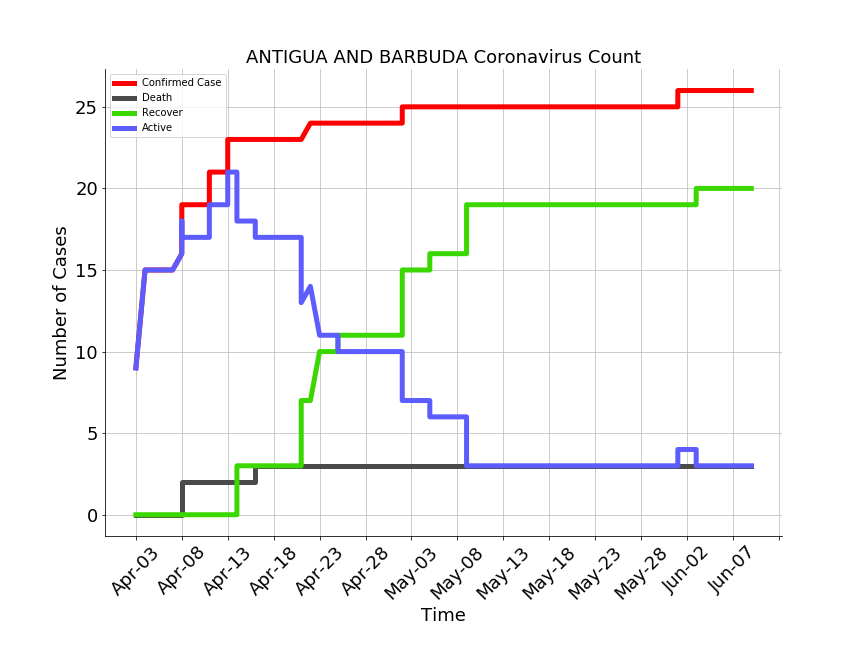 ANTIGUA AND BARBUDA Coronavirus Count
Confirmed Case
Death
Recover
Active
Number of Cases
25
20
15
10
5
0
Apr-03
Apr-08
Apr-13
Apr-18
Apr-23
Apr-28
May-03
May-08
May-13
May-18
May-23
May-28
Jun-02
Jun-07
Time